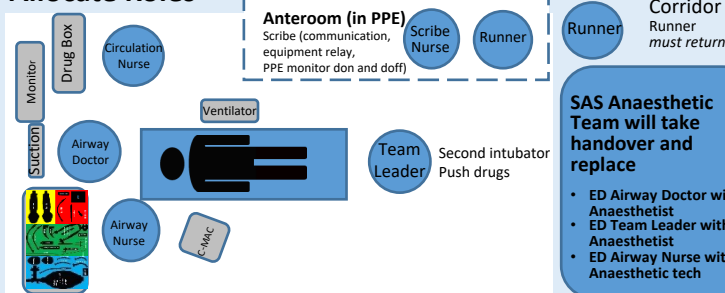 Allocate Roles
Monitor
Drug Box
Circulation
Nurse
Suction
Airway
Doctor
Airway
Nurse
Ventilator
C-MAC
Anteroom (in PPE)
Scribe (communication,
equipment relay,
PPE monitor don and doff)
Scribe
Nurse
Runner
Team
Leader
Second intubator
Push drugs
Runner
Corridor
Runner
must return
SAS Anaesthetic
Team will take
handover and
replace
• ED Airway Doctor wi
Anaesthetist
• ED Team Leader with
Anaesthetist
• ED Airway Nurse wit
Anaesthetic tech